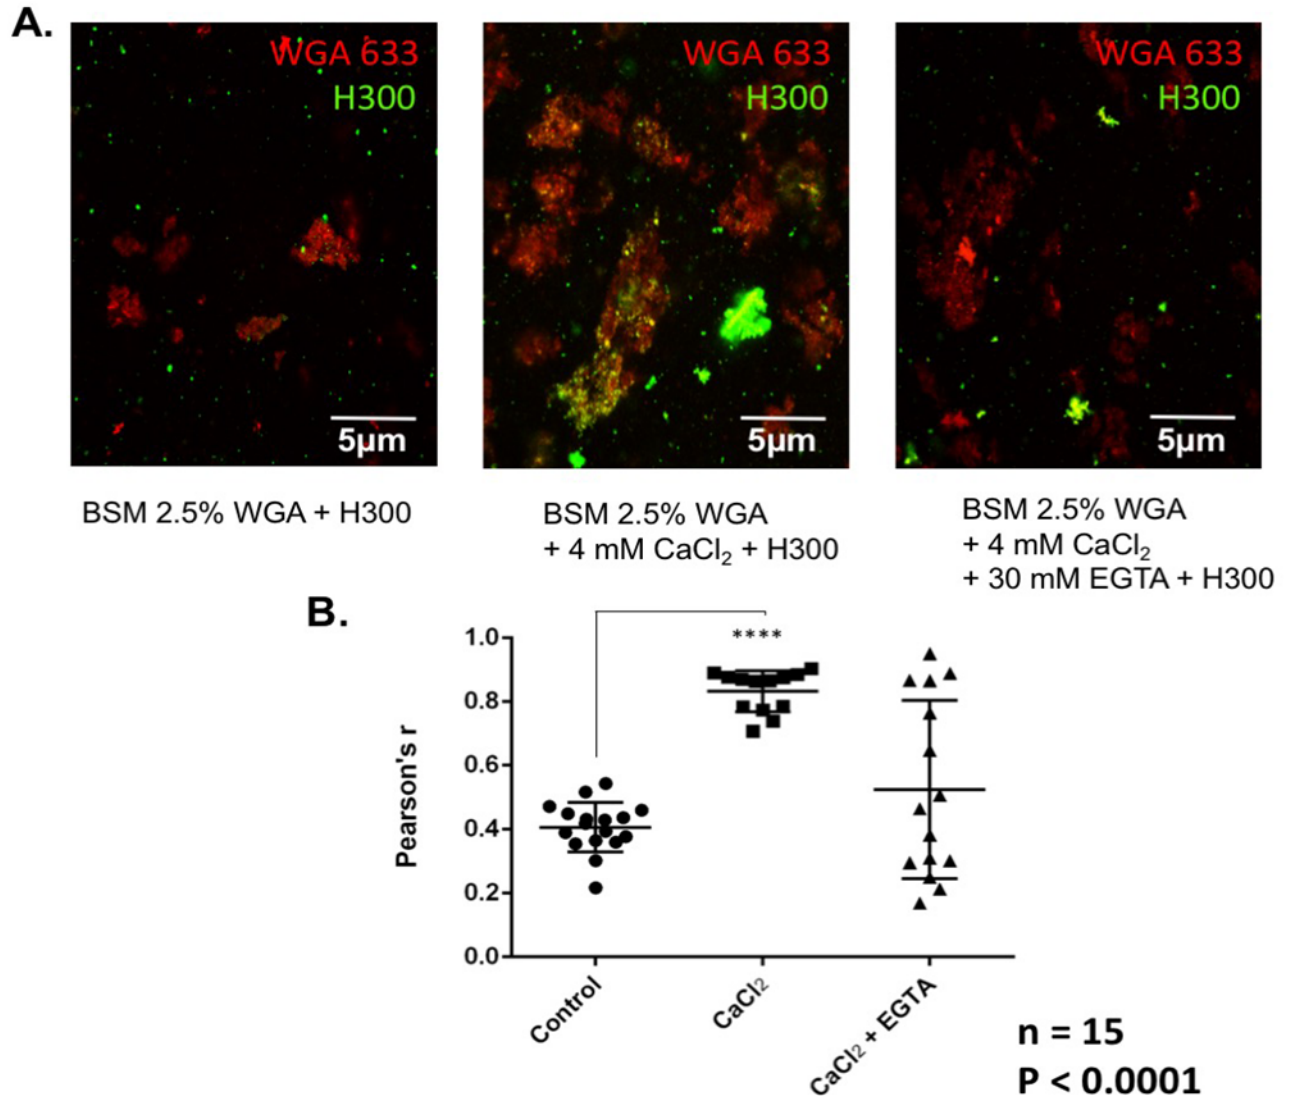 A.
WGA 633
H300
5µm
WGA 633
H300
5µm
WGA 633
H300
5µm
BSM 2.5% WGA + H300
BSM 2.5% WGA
+ 4 mM CaCl₂ + H300
BSM 2.5% WGA
+ 4 mM CaCl₂
+ 30 mM EGTA + H300
B.
****
Pearson's r
1.0
0.8
0.6
0.4
0.2
0.0
Control
CaCl₂
CaCl₂ + EGTA
n = 15
P < 0.0001